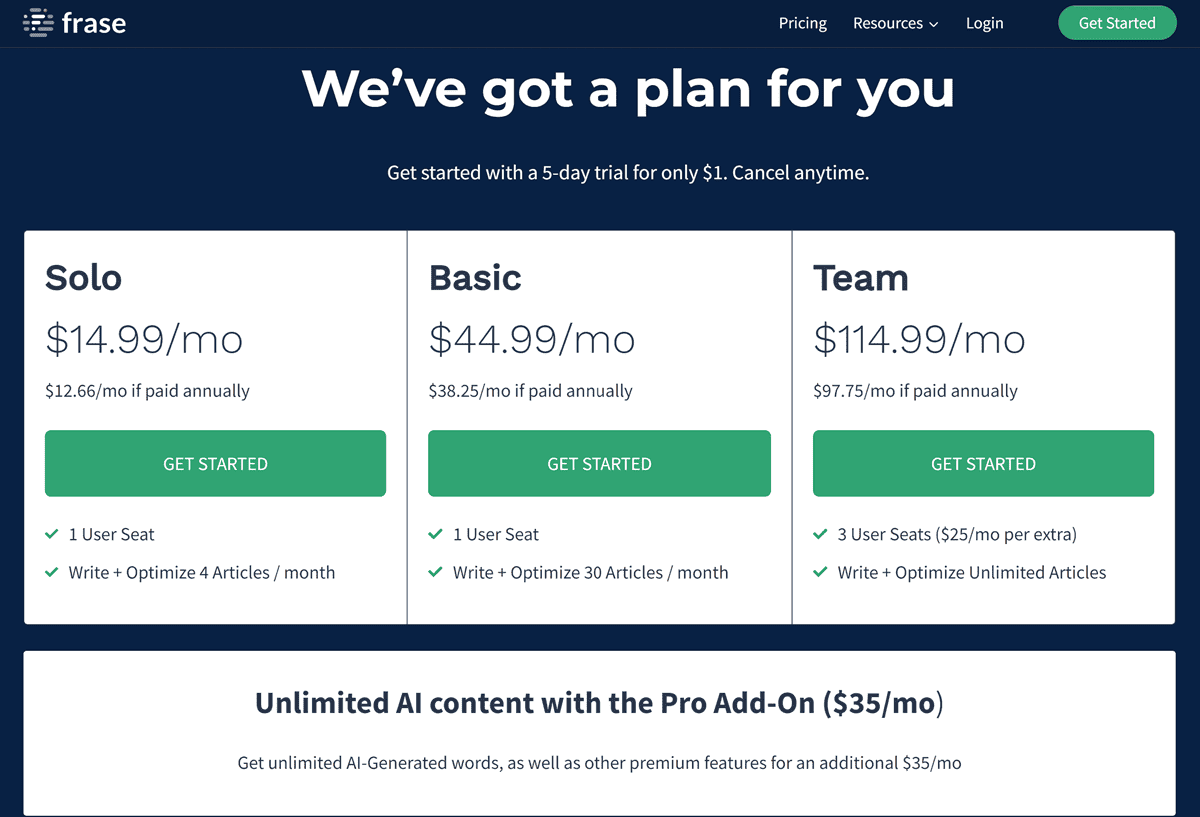 frase
Pricing
Resources
Login
Get Started
We've got a plan for you
Get started with a 5-day trial for only $1. Cancel anytime.
Solo
$14.99/mo
$12.66/mo if paid annually
GET STARTED
1 User Seat
Write + Optimize 4 Articles / month
Basic
$44.99/mo
$38.25/mo if paid annually
GET STARTED
1 User Seat
Write + Optimize 30 Articles / month
Team
$114.99/mo
$97.75/mo if paid annually
GET STARTED
3 User Seats ($25/mo per extra)
Write + Optimize Unlimited Articles
Unlimited AI content with the Pro Add-On ($35/mo)
Get unlimited AI-Generated words, as well as other premium features for an additional $35/mo